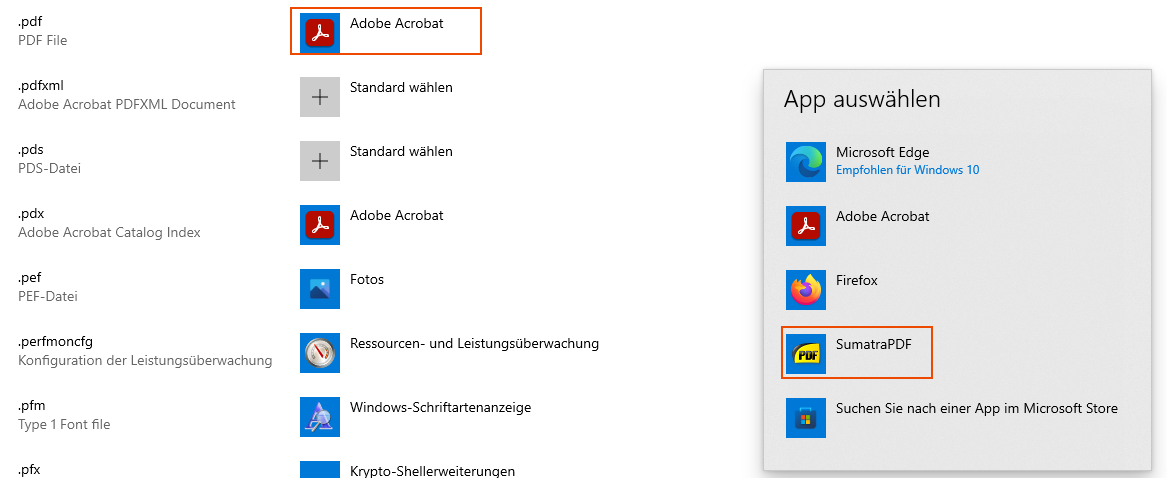 .pdf
PDF File
Adobe Acrobat
.pdfxml
Adobe Acrobat PDFXML Document
Standard wählen
.pds
PDS-Datei
Standard wählen
.pdx
Adobe Acrobat Catalog Index
Adobe Acrobat
.pef
PEF-Datei
Fotos
.perfmoncfg
Konfiguration der Leistungsüberwachung
Ressourcen- und Leistungsüberwachung
.pfm
Type 1 Font file
Windows-Schriftartenanzeige
.pfx
Krypto-Shellerweiterungen
App auswählen
Microsoft Edge
Empfohlen für Windows 10
Adobe Acrobat
Firefox
PDF
SumatraPDF
Suchen Sie nach einer App im Microsoft Store